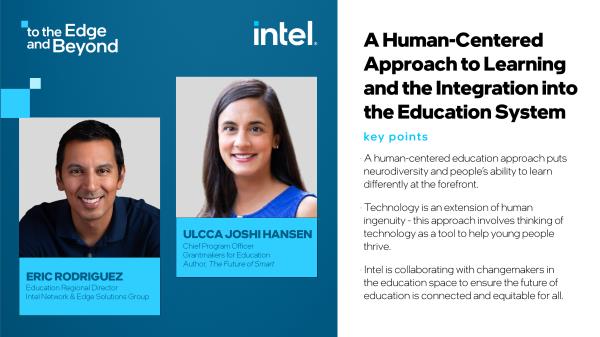 to the Edge
and Beyond
intel.
ERIC RODRIGUEZ
Education Regional Director
Intel Network & Edge Solutions Group
ULCCA JOSHI HANSEN
Chief Program Officer
Grantmakers for Education
Author, The Future of Smart
A Human-Centered
Approach to Learning
and the Integration into
the Education System
key points
A human-centered education approach puts
neurodiversity and people's ability to learn
differently at the forefront.
Technology is an extension of human
ingenuity - this approach involves thinking of
technology as a tool to help young people
thrive.
Intel is collaborating with changemakers in
the education space to ensure the future of
education is connected and equitable for all.